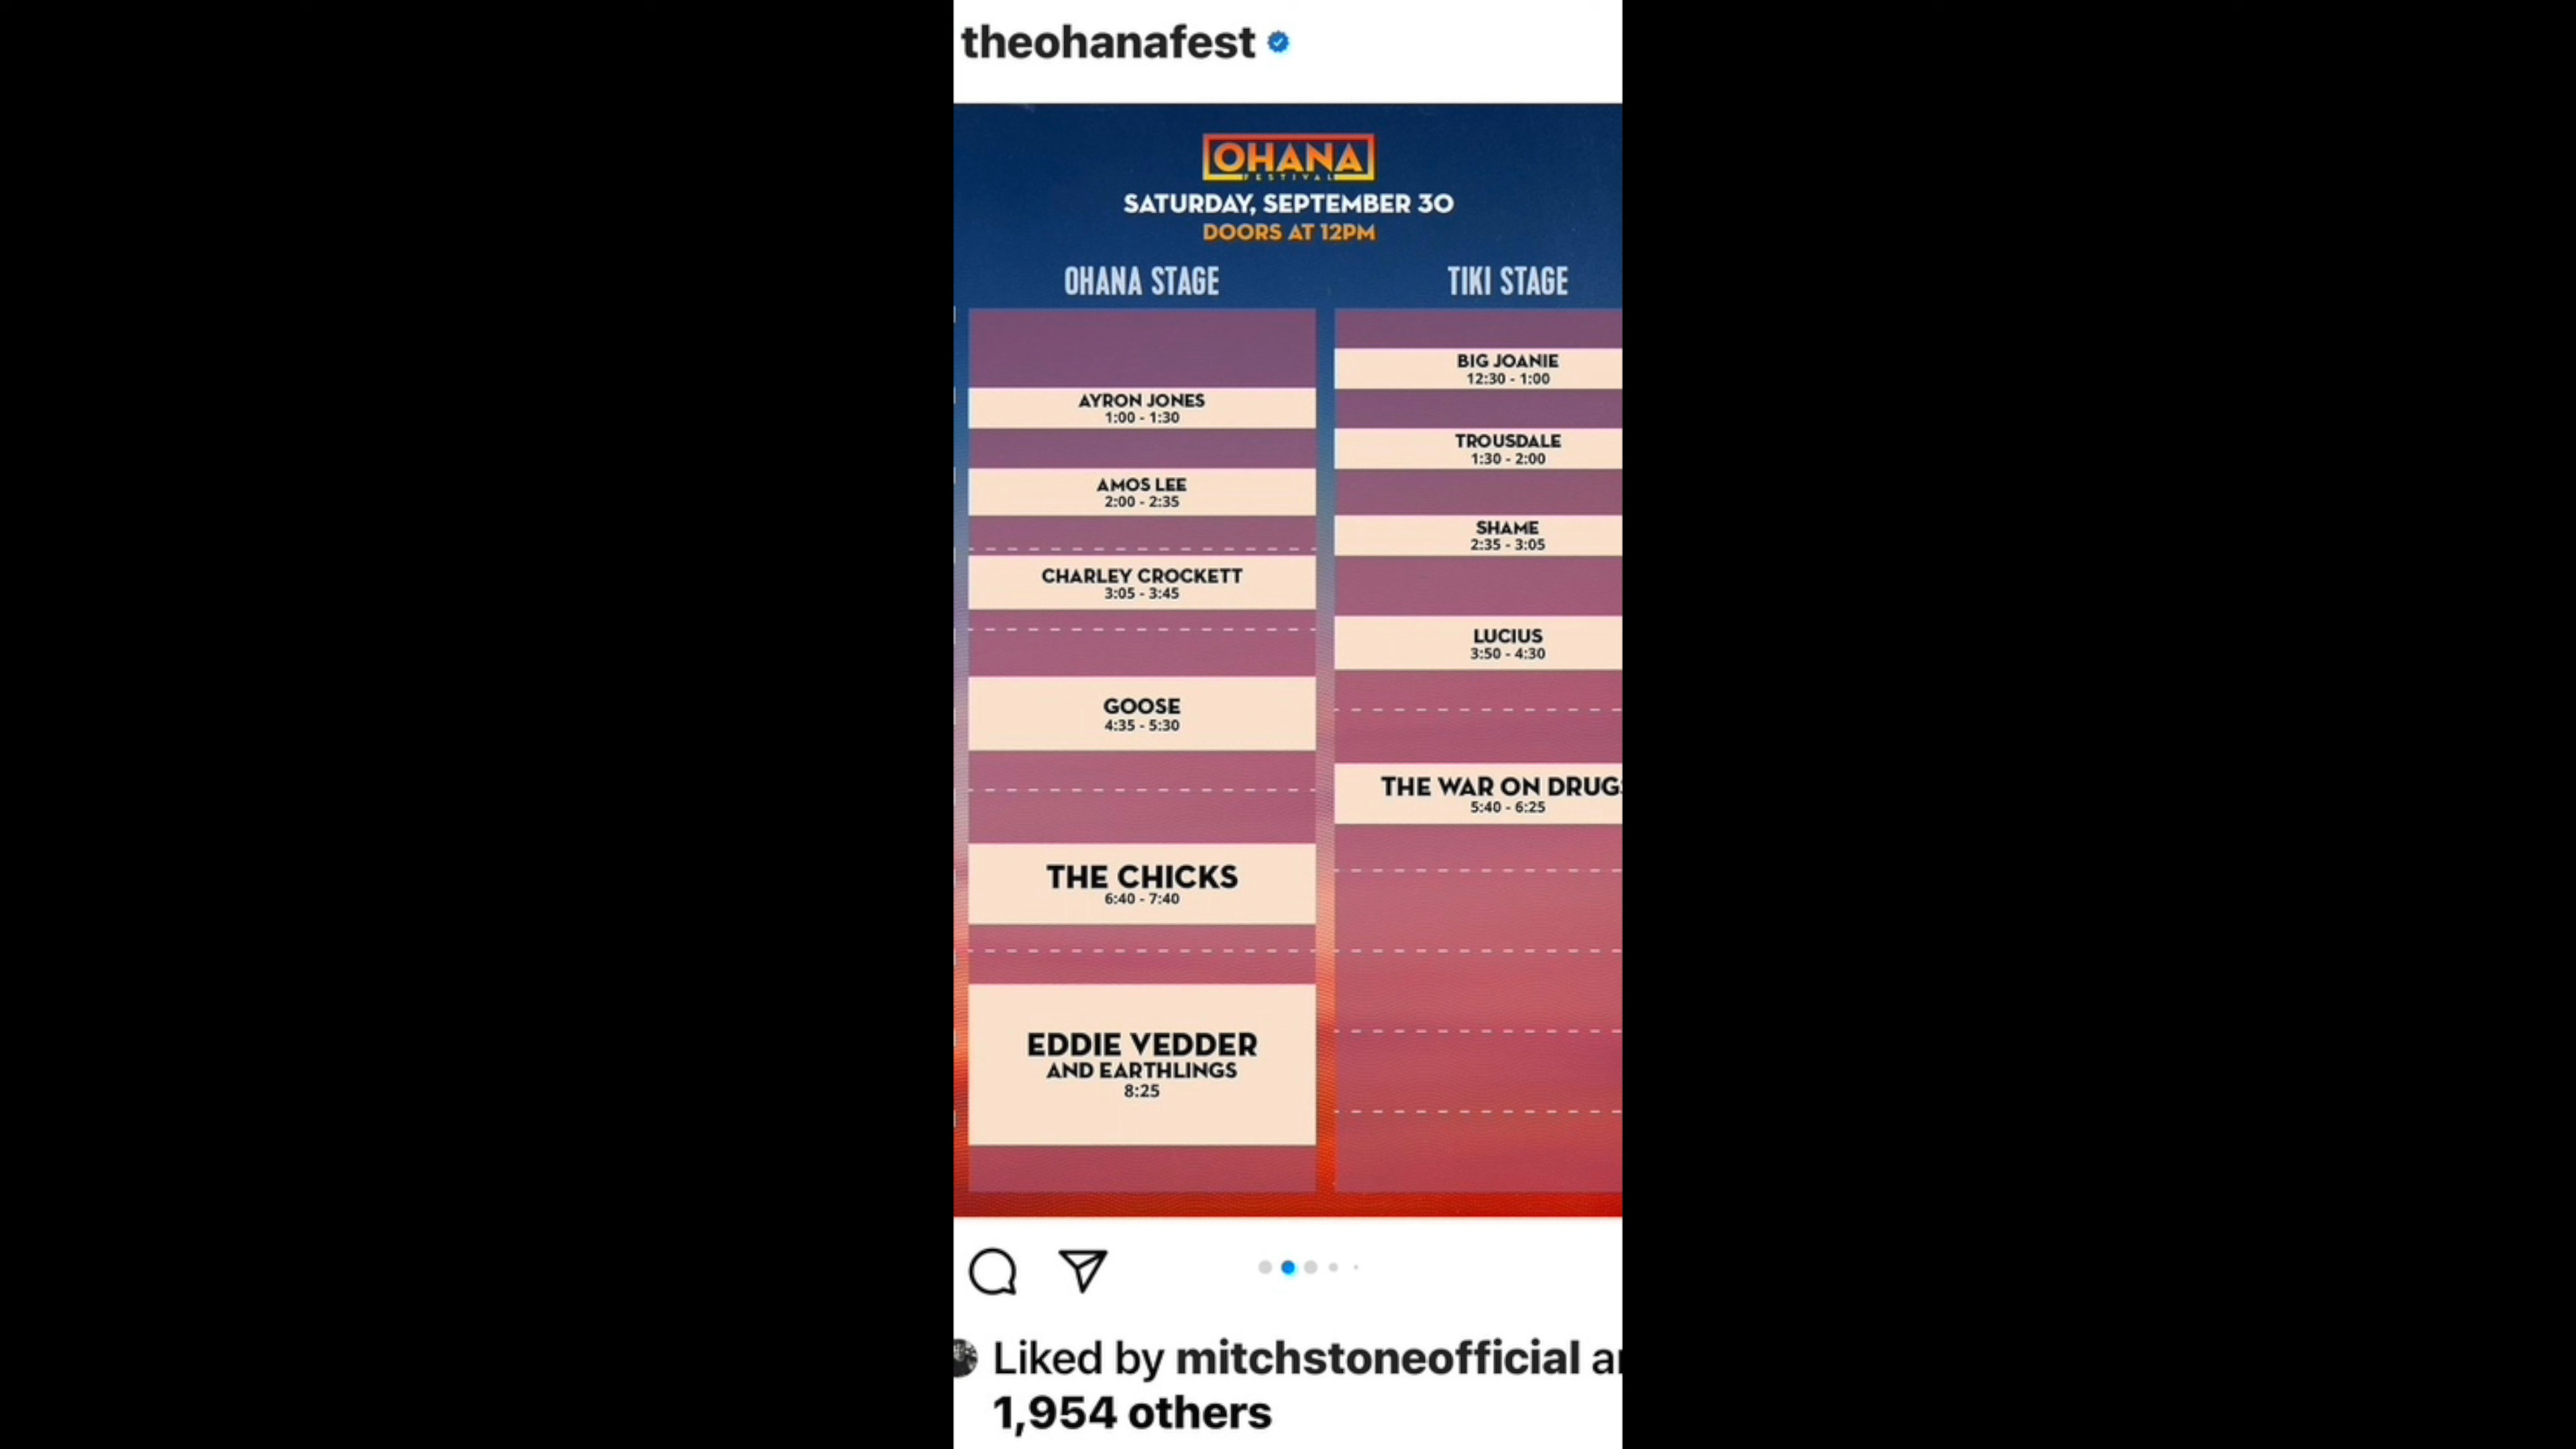 theohanafest
OHANA
FESTIVAL
SATURDAY, SEPTEMBER 30
DOORS AT 12PM
OHANA STAGE
AYRON JONES
1:00 - 1:30
AMOS LEE
2:00 - 2:35
CHARLEY CROCKETT
3:05 - 3:45
GOOSE
4:35 - 5:30
THE CHICKS
6:40 - 7:40
EDDIE VEDDER
AND EARTHLINGS
8:25
TIKI STAGE
BIG JOANIE
12:30 - 1:00
TROUSDALE
1:30 - 2:00
SHAME
2:35 - 3:05
LUCIUS
3:50 - 4:30
THE WAR ON DRUGS
5:40 - 6:25
Liked by mitchstoneofficial
1,954 others